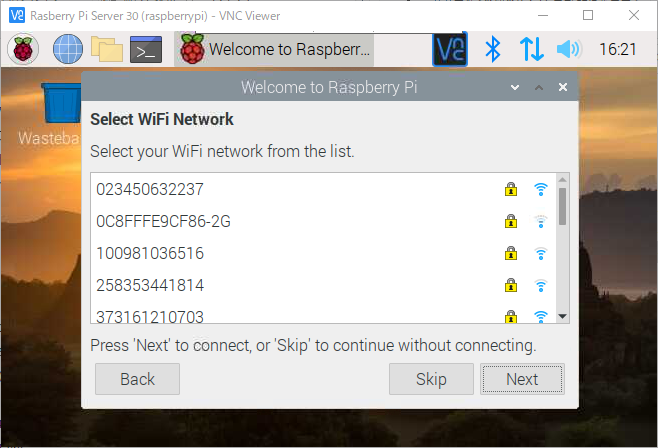 Rasberry Pi Server 30 (raspberrypi) - VNC Viewer
Welcome to Raspberr...
16:21
Welcome to Raspberry Pi
Select WiFi Network
Select your WiFi network from the list.
023450632237
0C8FFFE9CF86-2G
100981036516
258353441814
373161210703
Press 'Next' to connect, or 'Skip' to continue without connecting.
Back
Skip
Next